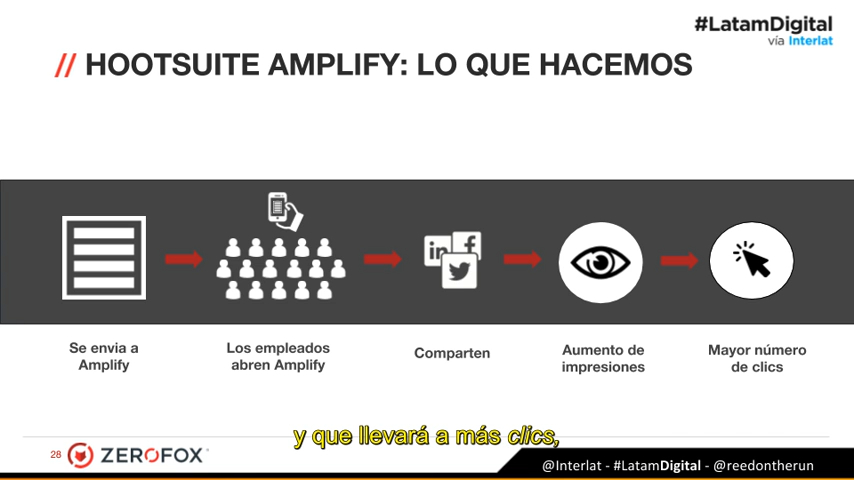 #LatamDigital
vía Interlat
// HOOTSUITE AMPLIFY: LO QUE HACEMOS
in f
Se envia a
Amplify
Los empleados
abren Amplify
Comparten
Aumento de
impresiones
Mayor número
de clics
y que llevará a más clics,
28 ZEROFOX
@Interlat - #LatamDigital - @reedontherun